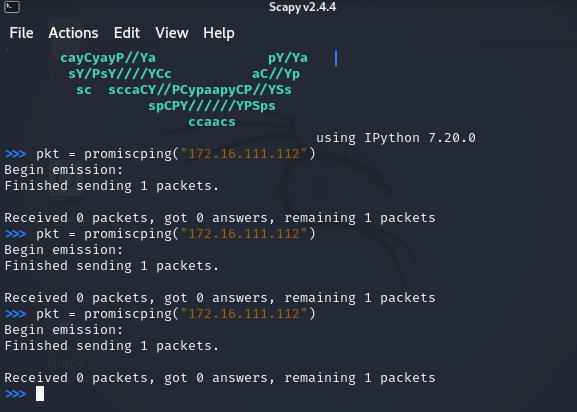 Scapy v2.4.4
File Actions Edit View Help
cayCyayP//Ya pY/Ya
sY/PsY////YCc aC//Yp
sc sccaCY//PCypaapyCP//YSs
spCPY//////YPSps
ccaacs
using IPython 7.20.0
>>> pkt = promiscping("172.16.111.112")
Begin emission:
Finished sending 1 packets.
Received 0 packets, got 0 answers, remaining 1 packets
>>> pkt = promiscping("172.16.111.112")
Begin emission:
Finished sending 1 packets.
Received 0 packets, got 0 answers, remaining 1 packets
>>> pkt = promiscping("172.16.111.112")
Begin emission:
Finished sending 1 packets.
Received 0 packets, got 0 answers, remaining 1 packets
>>>